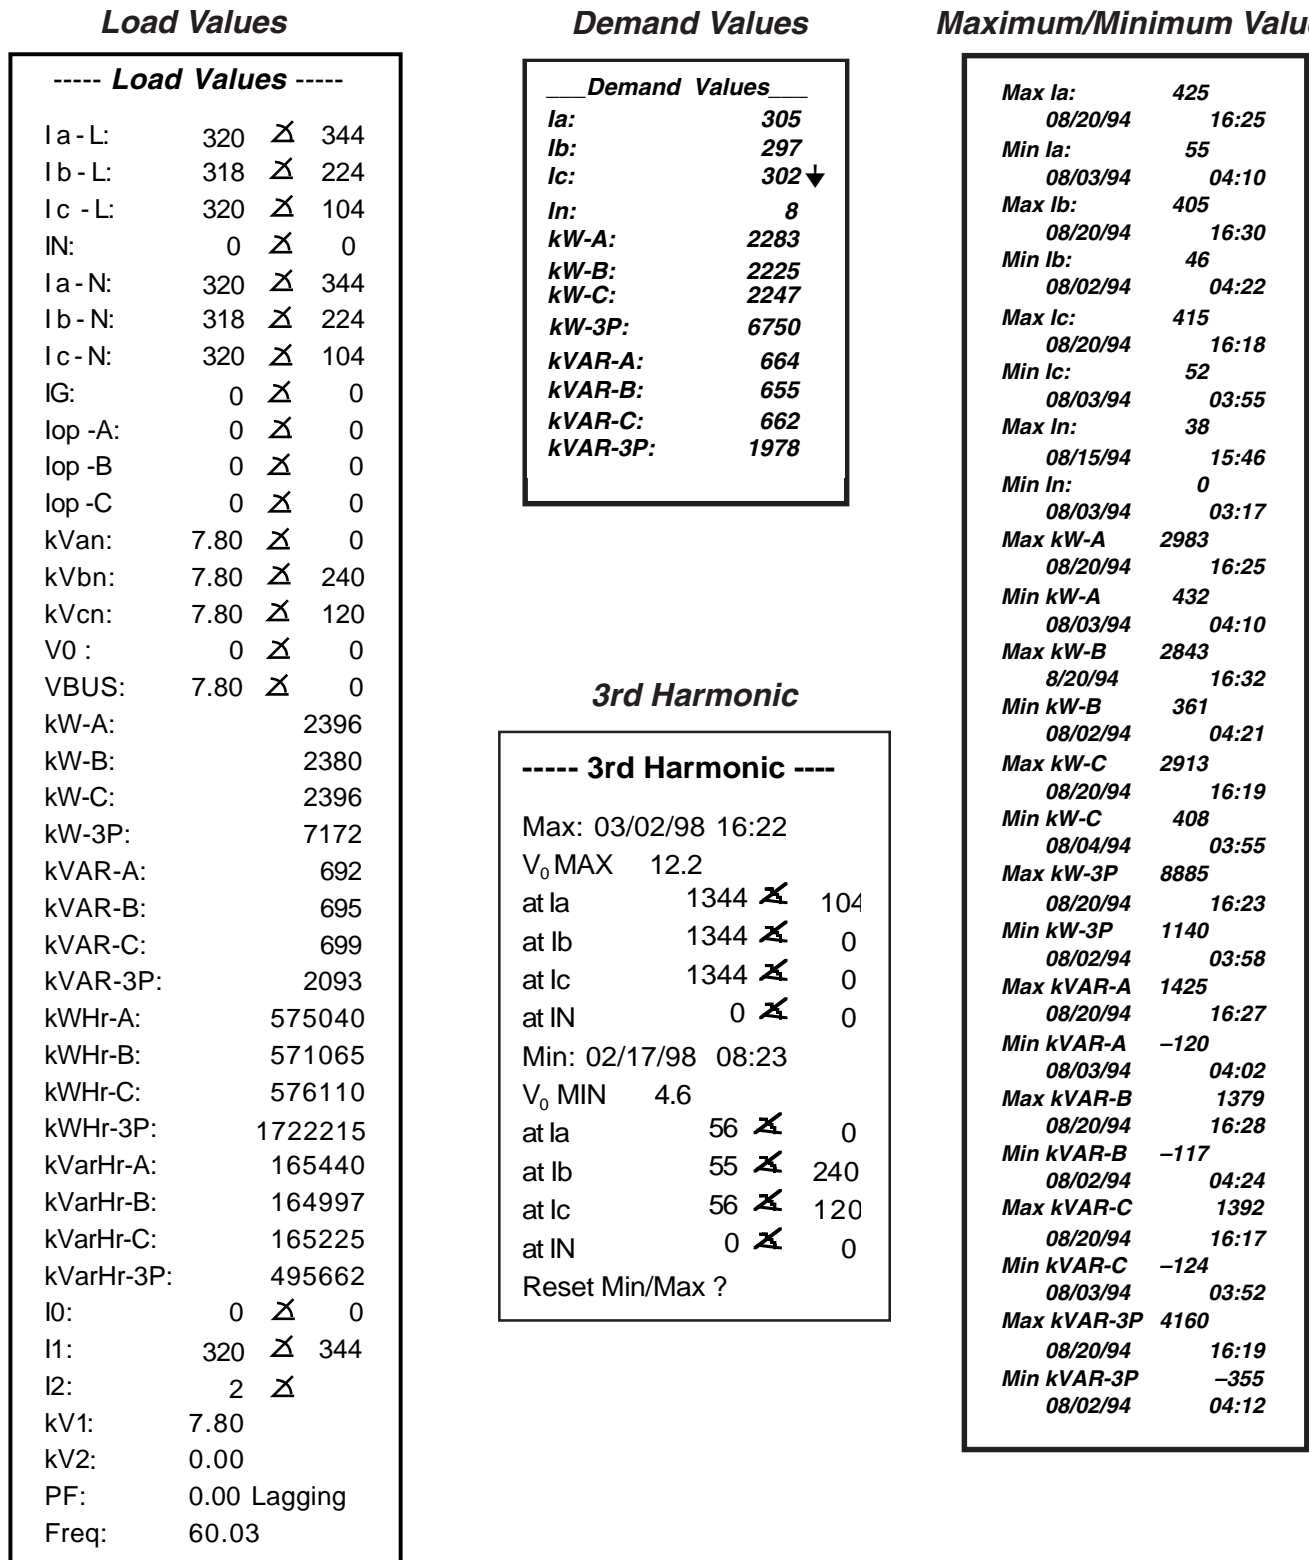 Load Values
----- Load Values -----
Ia-L: 320 ∠ 344
Ib-L: 318 ∠ 224
Ic-L: 320 ∠ 104
IN: 0 ∠ 0
Ia-N: 320 ∠ 344
Ib-N: 318 ∠ 224
Ic-N: 320 ∠ 104
IG: 0 ∠ 0
Iop -A: 0 ∠ 0
Iop -B 0 ∠ 0
Iop -C 0 ∠ 0
kVan: 7.80 ∠ 0
kVbn: 7.80 ∠ 240
kVcn: 7.80 ∠ 120
V0 : 0 ∠ 0
VBUS: 7.80 ∠ 0
kW-A: 2396
kW-B: 2380
kW-C: 2396
kW-3P: 7172
kVAR-A: 692
kVAR-B: 695
kVAR-C: 699
kVAR-3P: 2093
kWHr-A: 575040
kWHr-B: 571065
kWHr-C: 576110
kWHr-3P: 1722215
kVarHr-A: 165440
kVarHr-B: 164997
kVarHr-C: 165225
kVarHr-3P: 495662
I0: 0 ∠ 0
I1: 320 ∠ 344
I2: 2 ∠
kV1: 7.80
kV2: 0.00
PF: 0.00 Lagging
Freq: 60.03
Demand Values
___Demand Values___
Ia: 305
Ib: 297
Ic: 302
In: 8
kW-A: 2283
kW-B: 2225
kW-C: 2247
kW-3P: 6750
kVAR-A: 664
kVAR-B: 655
kVAR-C: 662
kVAR-3P: 1978
3rd Harmonic
----- 3rd Harmonic ----
Max: 03/02/98 16:22
V0 MAX 12.2
at Ia 1344 ∠ 104
at Ib 1344 ∠ 0
at Ic 1344 ∠ 0
at IN 0 ∠ 0
Min: 02/17/98 08:23
V0 MIN 4.6
at Ia 56 ∠ 0
at Ib 55 ∠ 240
at Ic 56 ∠ 120
at IN 0 ∠ 0
Reset Min/Max ?
Maximum/Minimum Valu
Max Ia: 425
08/20/94 16:25
Min Ia: 55
08/03/94 04:10
Max Ib: 405
08/20/94 16:30
Min Ib: 46
08/02/94 04:22
Max Ic: 415
08/20/94 16:18
Min Ic: 52
08/03/94 03:55
Max In: 38
08/15/94 15:46
Min In: 0
08/03/94 03:17
Max kW-A 2983
08/20/94 16:25
Min kW-A 432
08/03/94 04:10
Max kW-B 2843
8/20/94 16:32
Min kW-B 361
08/02/94 04:21
Max kW-C 2913
08/20/94 16:19
Min kW-C 408
08/04/94 03:55
Max kW-3P 8885
08/20/94 16:23
Min kW-3P 1140
08/02/94 03:58
Max kVAR-A 1425
08/20/94 16:27
Min kVAR-A –120
08/03/94 04:02
Max kVAR-B 1379
08/20/94 16:28
Min kVAR-B –117
08/02/94 04:24
Max kVAR-C 1392
08/20/94 16:17
Min kVAR-C –124
08/03/94 03:52
Max kVAR-3P 4160
08/20/94 16:19
Min kVAR-3P –355
08/02/94 04:12